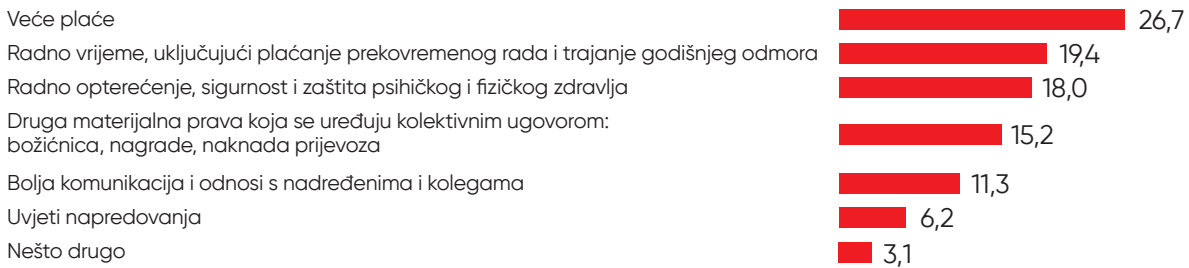 Veće plaće 26,7
Radno vrijeme, uključujući plaćanje prekovremenog rada i trajanje godišnjeg odmora 19,4
Radno opterećenje, sigurnost i zaštita psihičkog i fizičkog zdravlja 18,0
Druga materijalna prava koja se uređuju kolektivnim ugovorom:
božićnica, nagrade, naknada prijevoza 15,2
Bolja komunikacija i odnosi s nadređenima i kolegama 11,3
Uvjeti napredovanja 6,2
Nešto drugo 3,1